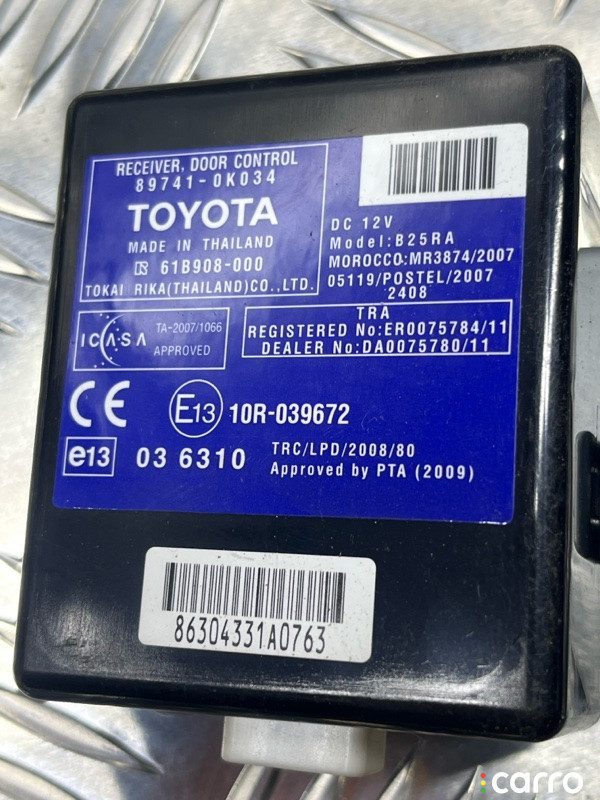 RECEIVER, DOOR CONTROL
89741-0K034
TOYOTA
MADE IN THAILAND
61B908-000
TOKAI RIKA(THAILAND)CO.,LTD.
DC 12V
Model:B25RA
MOROCCO:MR3874/2007
05119/POSTEL/2007
2408
ICASA
TA-2007/1066
APPROVED
TRA
REGISTERED No:ER0075784/11
DEALER No:DA0075780/11
CE
E13 10R-039672
e13 03 6310
TRC/LPD/2008/80
Approved by PTA (2009)
86304331A0763
carro